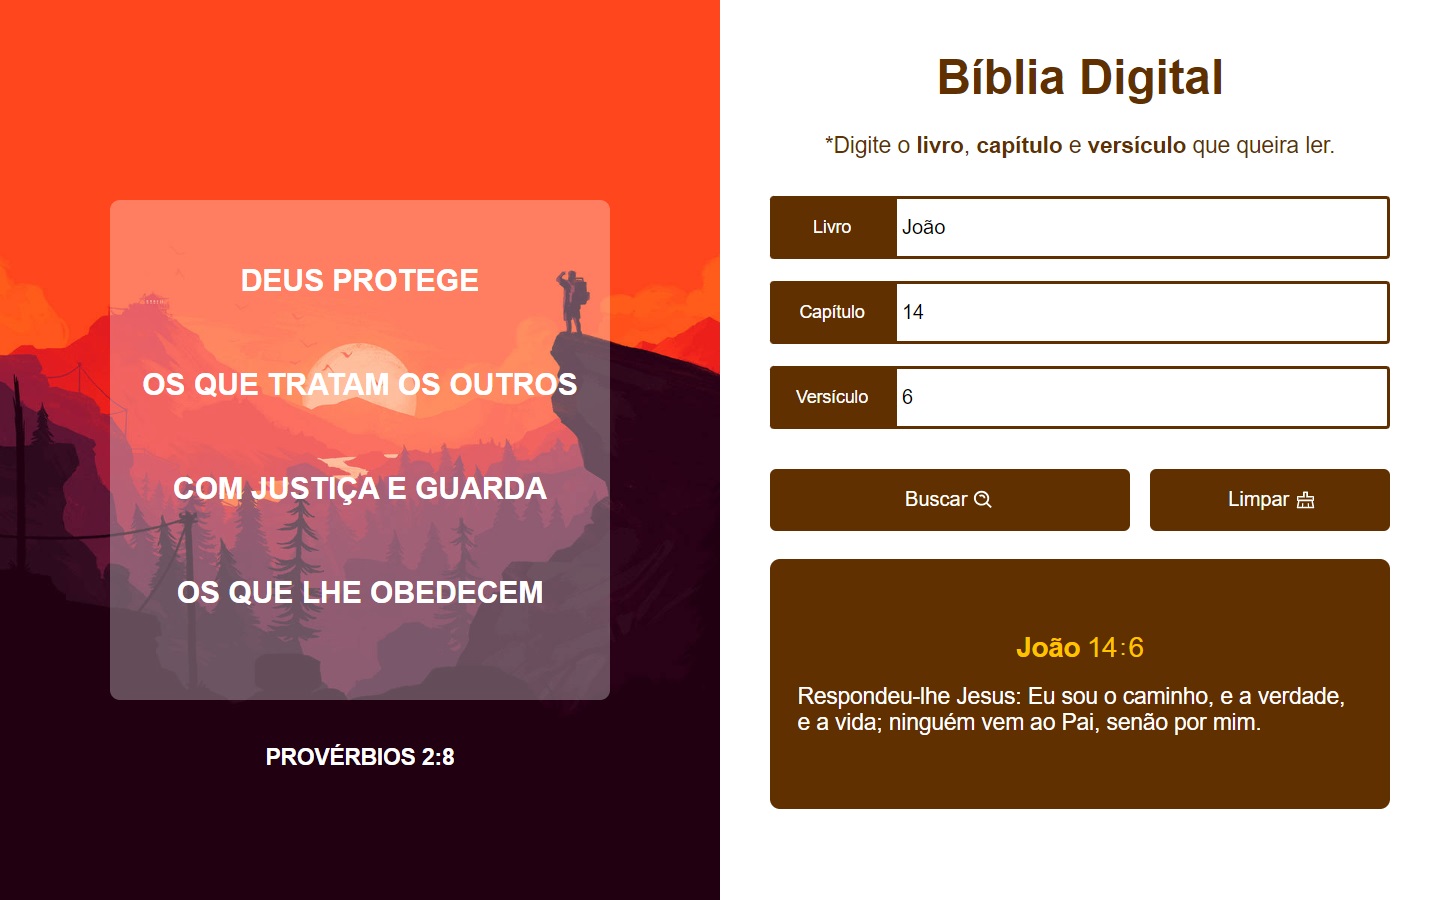 DEUS PROTEGE
OS QUE TRATAM OS OUTROS
COM JUSTIÇA E GUARDA
OS QUE LHE OBEDECEM
PROVÉRBIOS 2:8
Bíblia Digital
*Digite o livro, capítulo e versículo que queira ler.
Livro João
Capítulo 14
Versículo 6
Buscar
Limpar
João 14:6
Respondeu-lhe Jesus: Eu sou o caminho, e a verdade,
e a vida; ninguém vem ao Pai, senão por mim.